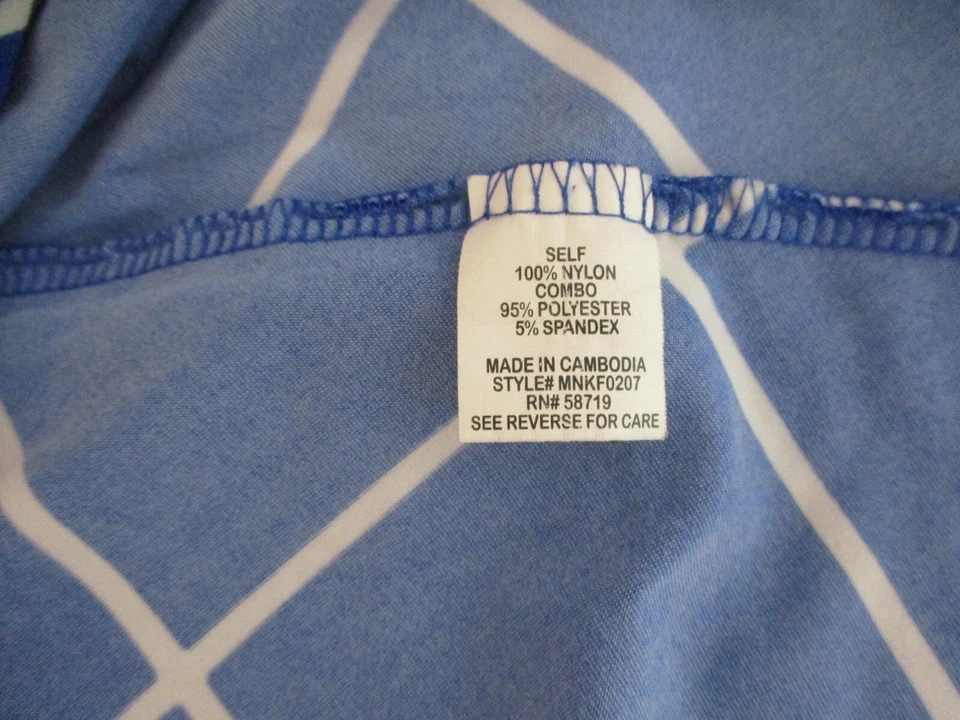 SELF
100% NYLON
COMBO
95% POLYESTER
5% SPANDEX
MADE IN CAMBODIA
STYLE# MNKF0207
RN# 58719
SEE REVERSE FOR CARE